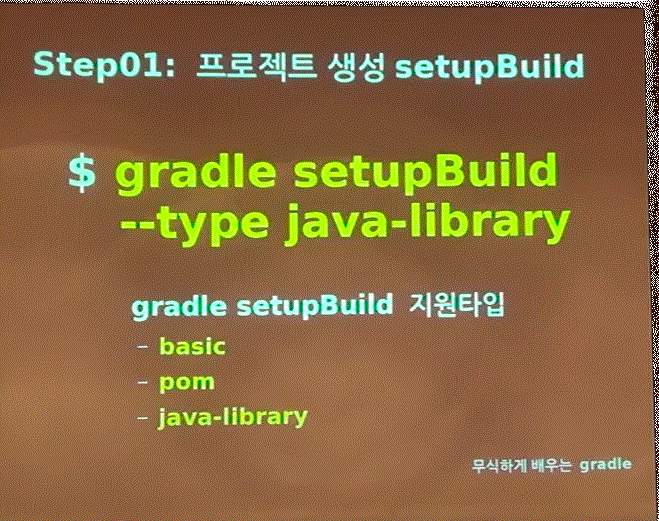 Step01: 프로젝트 생성 setupBuild
$ gradle setupBuild
--type java-library
gradle setupBuild 지원타입
– basic
– pom
– java-library
무식하게 배우는 gradle